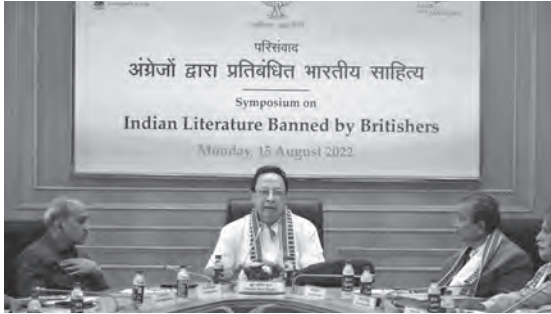 परिसंवाद
अंग्रेजों द्वारा प्रतिबंधित भारतीय साहित्य
Symposium on
Indian Literature Banned by Britishers
Monday, 15 August 2022